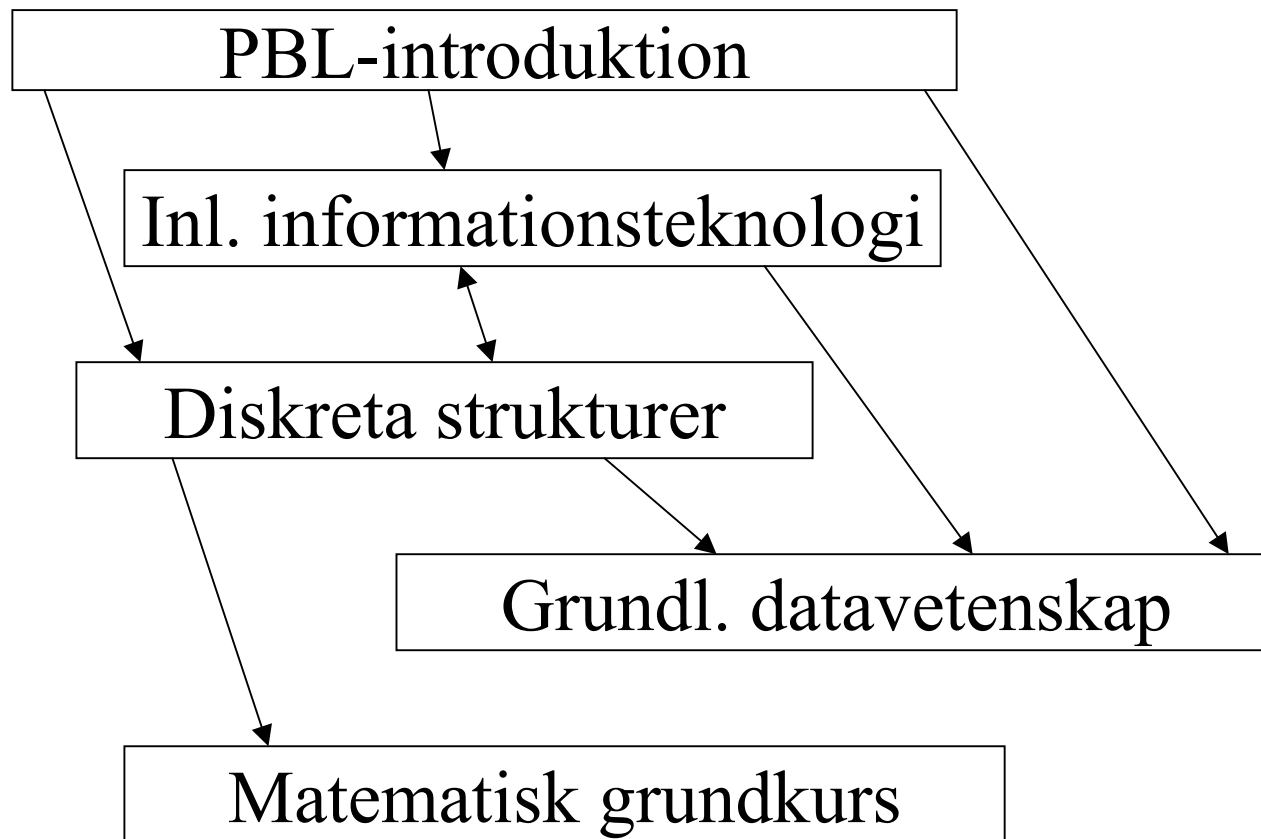 PBL-introduktion
Inl. informationsteknologi
Diskreta strukturer
Grundl. datavetenskap
Matematisk grundkurs